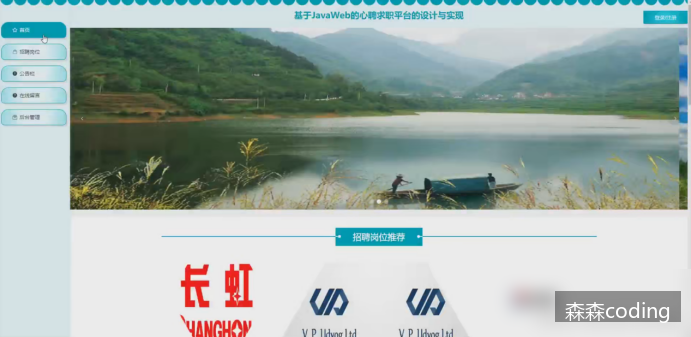 基于JavaWeb的心聘求职平台的设计与实现
登录/注册
首页
招聘岗位
公告栏
在线留言
后台管理
招聘岗位推荐
长虹
CHANGHONG
V. P. Udyog Ltd
V. P. Udyog Ltd
森森coding